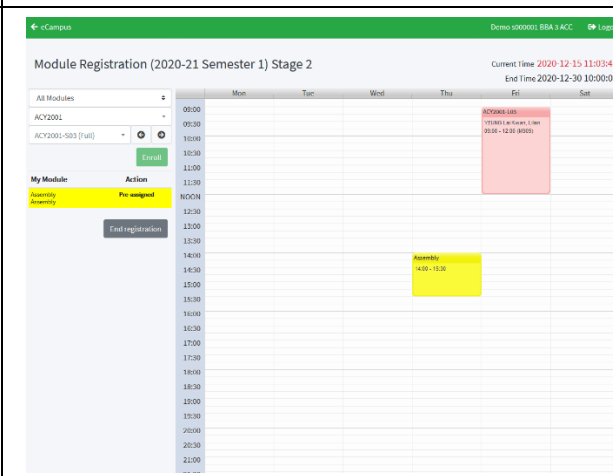 eCampus
Demo s000001 BBA 3 ACC
Module Registration (2020-21 Semester 1) Stage 2
Current Time 2020-12-15 11:03:4
End Time 2020-12-30 10:00:0
All Modules
ACY2001
ACY2001-S03 (Full)
Enroll
My Module Action
Assembly Pre assigned
Assembly
End registration
Mon Tue Wed Thu Fri Sat
09:00
09:30
10:00
10:30
11:00
11:30
NOON
12:30
13:00
13:30
14:00
14:30
15:00
15:30
16:00
16:30
17:00
17:30
18:00
18:30
19:00
19:30
20:00
20:30
21:00
ACY2001-S03
09:00 - 12:00
Assembly
14:00 - 15:30